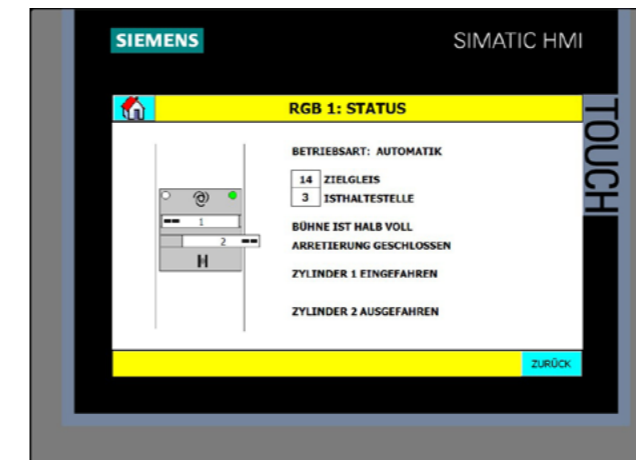 SIEMENS
SIMATIC HMI
TOUCH
RGB 1: STATUS
BETRIEBSART: AUTOMATIK
14 ZIELGLEIS
3 ISTHALTESTELLE
BÜHNE IST HALB VOLL
ARRETIERUNG GESCHLOSSEN
ZYLINDER 1 EINGEFAHREN
ZYLINDER 2 AUSGEFAHREN
1
2
ZURÜCK